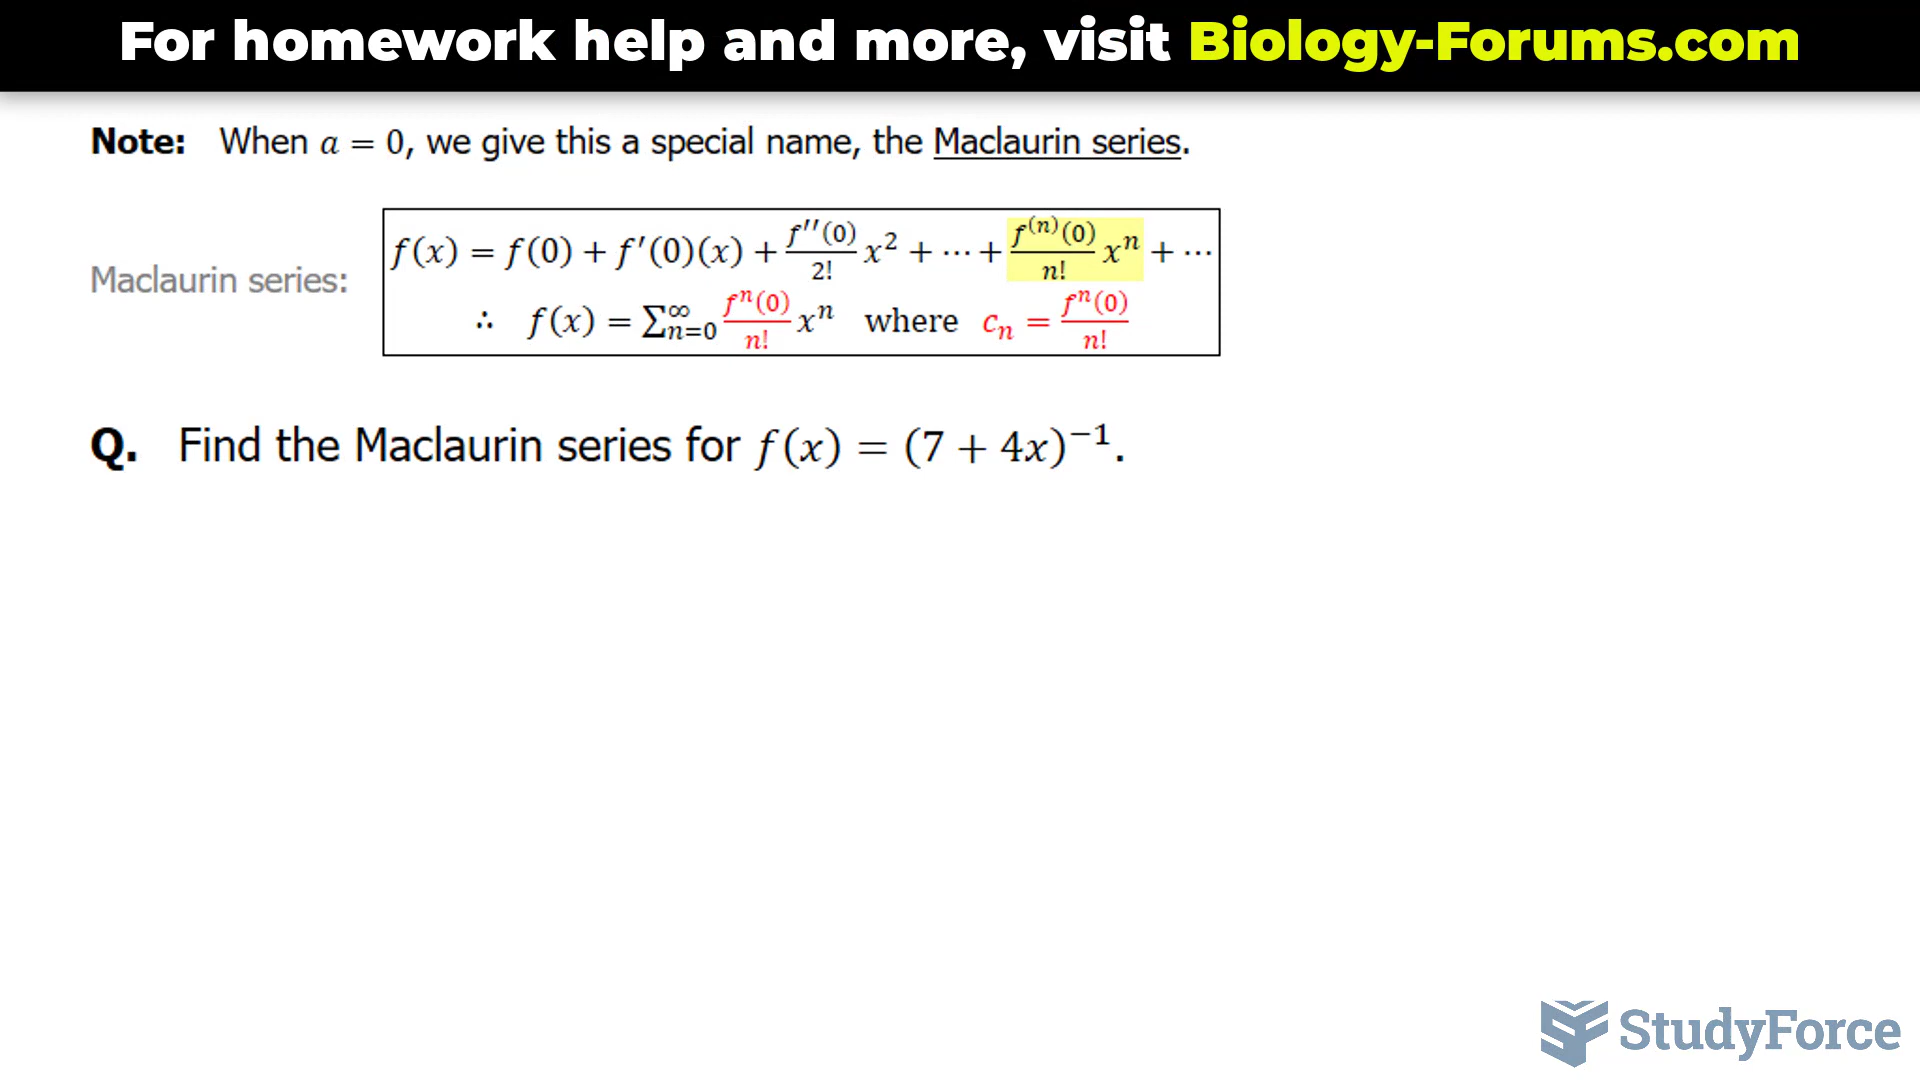 For homework help and more, visit Biology-Forums.com
Note: When a = 0, we give this a special name, the Maclaurin series.
Maclaurin series:
f(x) = f(0) + f′(0)(x) + f′′(0)/2! x² + ⋯ + f⁽ⁿ⁾(0)/n! xⁿ + ⋯
∴ f(x) = ∑ₙ₌₀^∞ fⁿ(0)/n! xⁿ where cₙ = fⁿ(0)/n!
Q. Find the Maclaurin series for f(x) = (7 + 4x)⁻¹.
StudyForce